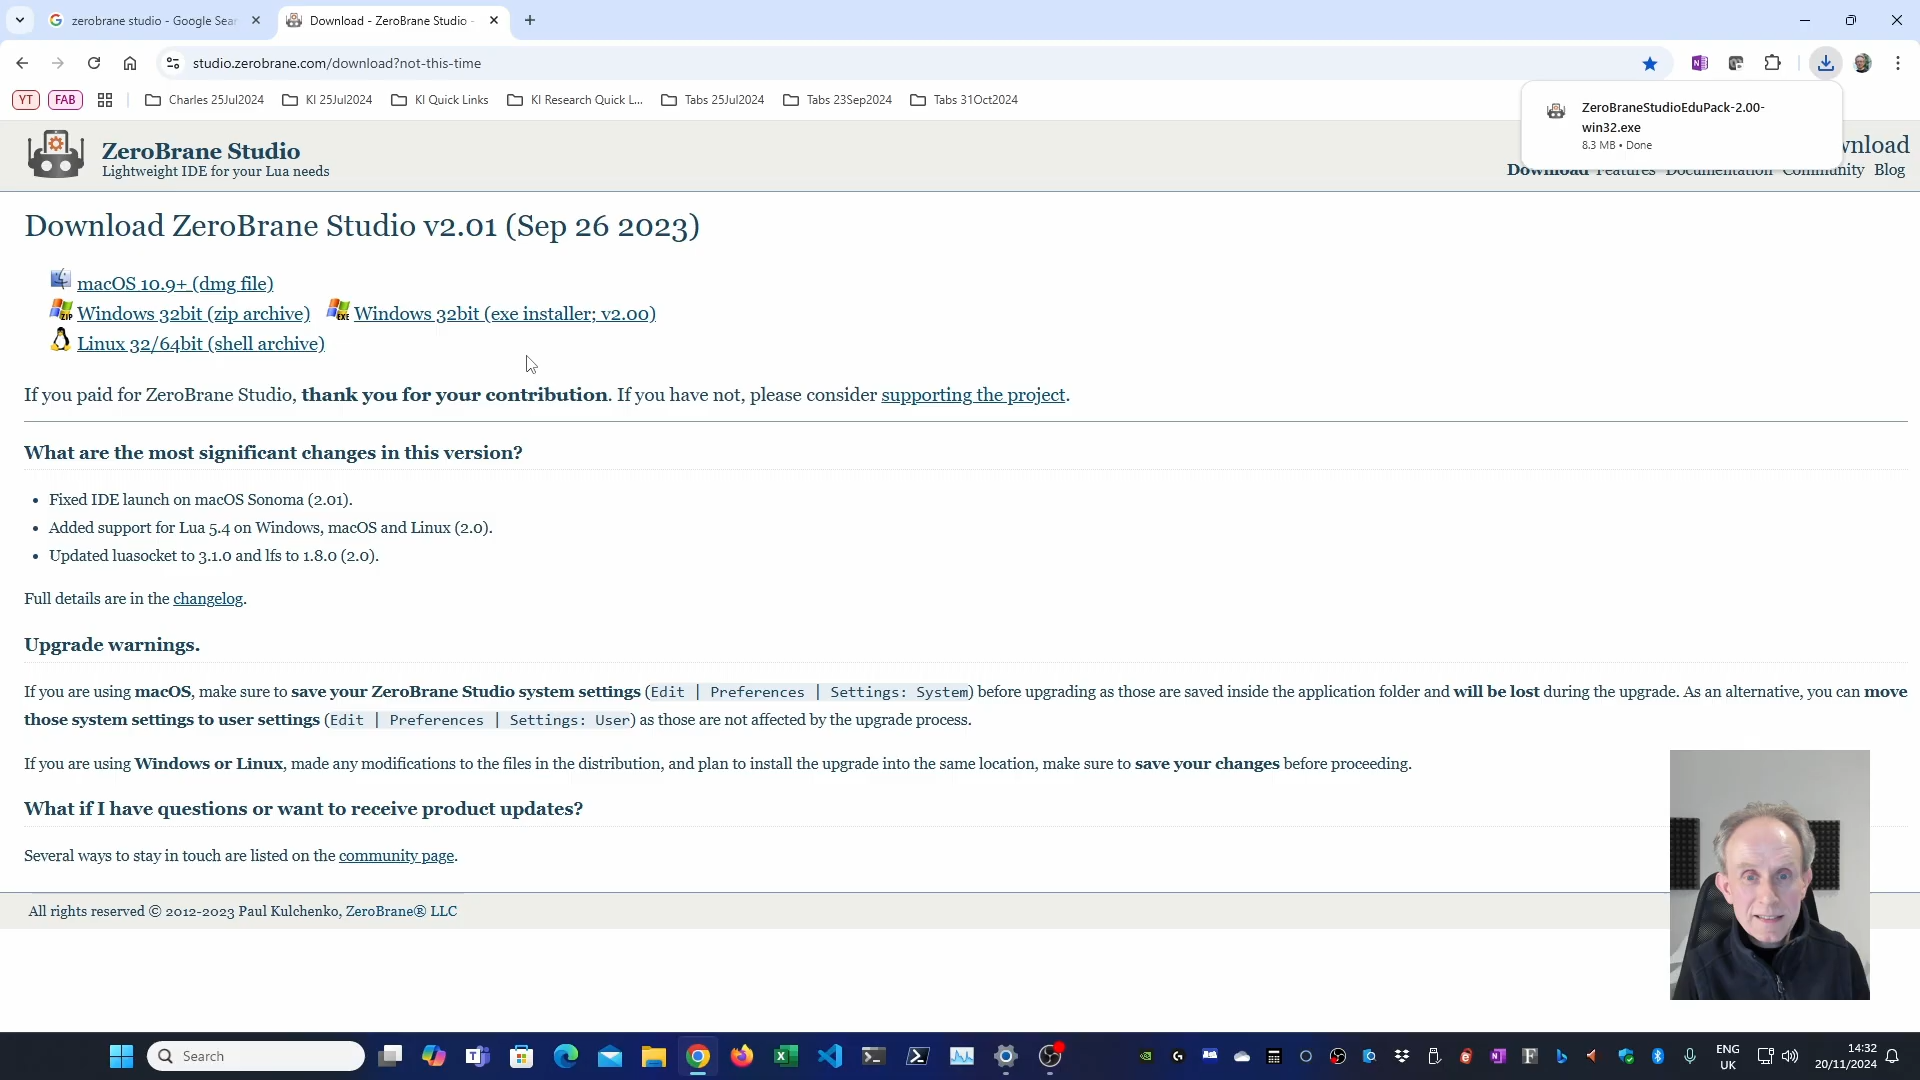 zerobrane studio - Google Sear
Download - ZeroBrane Studio -
studio.zerobrane.com/download?not-this-time
YT
FAB
Charles 25Jul2024
KI 25Jul2024
KI Quick Links
KI Research Quick L...
Tabs 25Jul2024
Tabs 23Sep2024
Tabs 31Oct2024
ZeroBraneStudioEduPack-2.00-
win32.exe
8.3 MB • Done
ZeroBrane Studio
Lightweight IDE for your Lua needs
wnload
Download Features Documentation Community Blog
Download ZeroBrane Studio v2.01 (Sep 26 2023)
macOS 10.9+ (dmg file)
ZIP Windows 32bit (zip archive) EXE Windows 32bit (exe installer; v2.00)
Linux 32/64bit (shell archive)
If you paid for ZeroBrane Studio, thank you for your contribution. If you have not, please consider supporting the project.
What are the most significant changes in this version?
• Fixed IDE launch on macOS Sonoma (2.01).
• Added support for Lua 5.4 on Windows, macOS and Linux (2.0).
• Updated luasocket to 3.1.0 and lfs to 1.8.0 (2.0).
Full details are in the changelog.
Upgrade warnings.
If you are using macOS, make sure to save your ZeroBrane Studio system settings (Edit | Preferences | Settings: System) before upgrading as those are saved inside the application folder and will be lost during the upgrade. As an alternative, you can move
those system settings to user settings (Edit | Preferences | Settings: User) as those are not affected by the upgrade process.
If you are using Windows or Linux, made any modifications to the files in the distribution, and plan to install the upgrade into the same location, make sure to save your changes before proceeding.
What if I have questions or want to receive product updates?
Several ways to stay in touch are listed on the community page.
All rights reserved © 2012-2023 Paul Kulchenko, ZeroBrane® LLC
Search
ENG
UK
14:32
20/11/2024